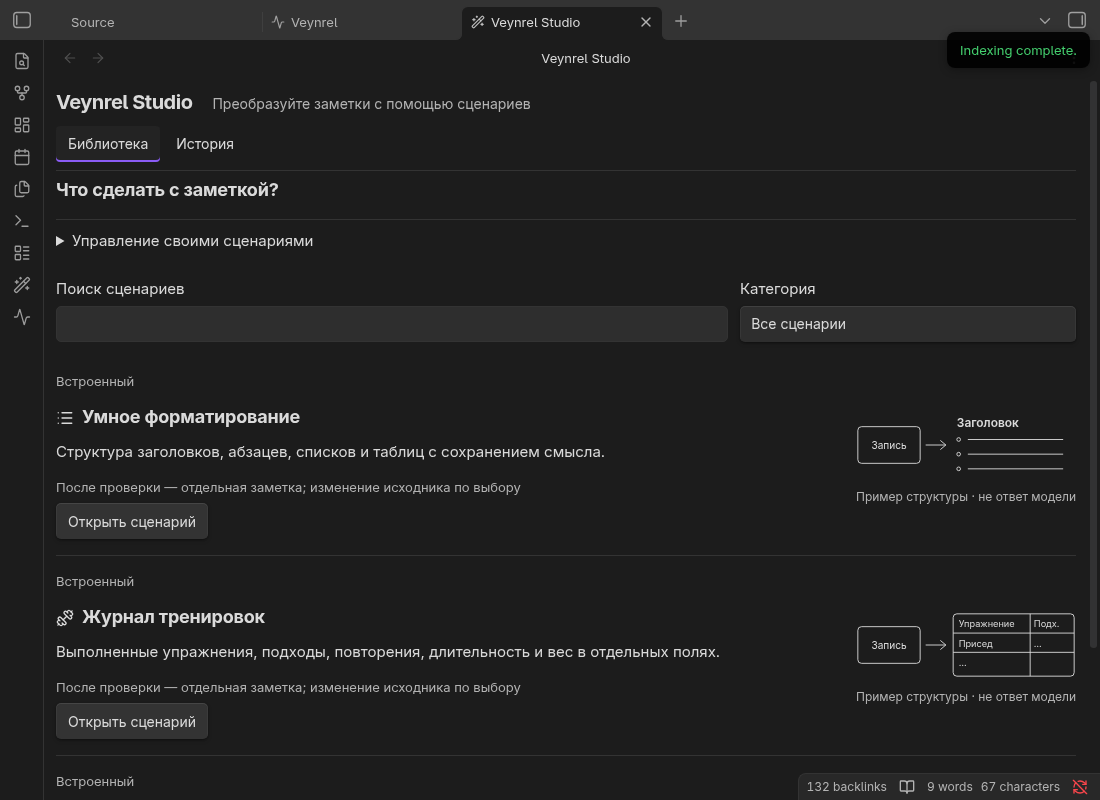 Source
Veynrel
Veynrel Studio
Veynrel Studio
Indexing complete.
Veynrel Studio
Преобразуйте заметки с помощью сценариев
Библиотека
История
Что сделать с заметкой?
Управление своими сценариями
Поиск сценариев
Категория
Все сценарии
Встроенный
Умное форматирование
Структура заголовков, абзацев, списков и таблиц с сохранением смысла.
После проверки — отдельная заметка; изменение исходника по выбору
Открыть сценарий
Запись
Заголовок
Пример структуры · не ответ модели
Встроенный
Журнал тренировок
Выполненные упражнения, подходы, повторения, длительность и вес в отдельных полях.
После проверки — отдельная заметка; изменение исходника по выбору
Открыть сценарий
Запись
Упражнение Подх.
Присед ...
...
Пример структуры · не ответ модели
Встроенный
132 backlinks 9 words 67 characters